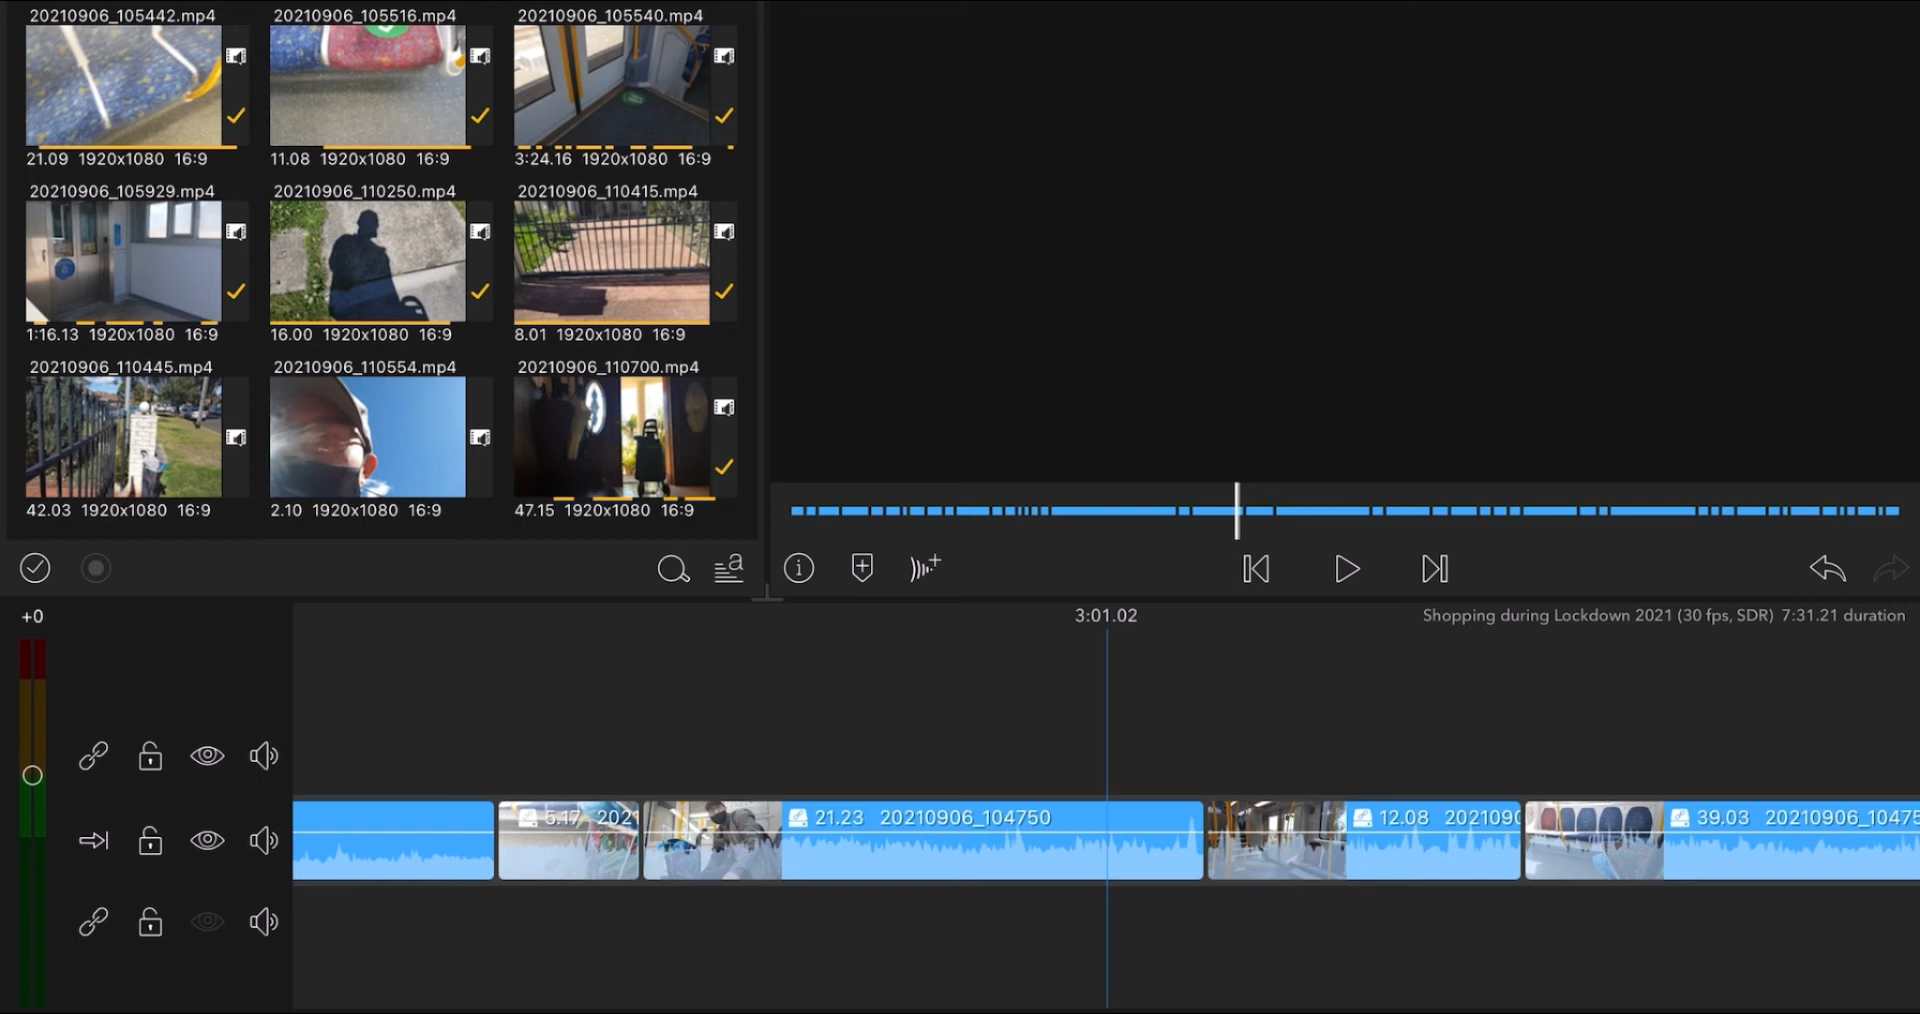 20210906_105442.mp4 20210906_105516.mp4 20210906_105540.mp4
21.09 1920x1080 16:9 11.08 1920x1080 16:9 3:24.16 1920x1080 16:9
20210906_105929.mp4 20210906_110250.mp4 20210906_110415.mp4
1:16.13 1920x1080 16:9 16.00 1920x1080 16:9 8.01 1920x1080 16:9
20210906_110445.mp4 20210906_110554.mp4 20210906_110700.mp4
42.03 1920x1080 16:9 2.10 1920x1080 16:9 47.15 1920x1080 16:9
a
+0 3:01.02 Shopping during Lockdown 2021 (30 fps, SDR) 7:31.21 duration
5.17 2021 21.23 20210906_104750 12.08 2021090 39.03 20210906_1047